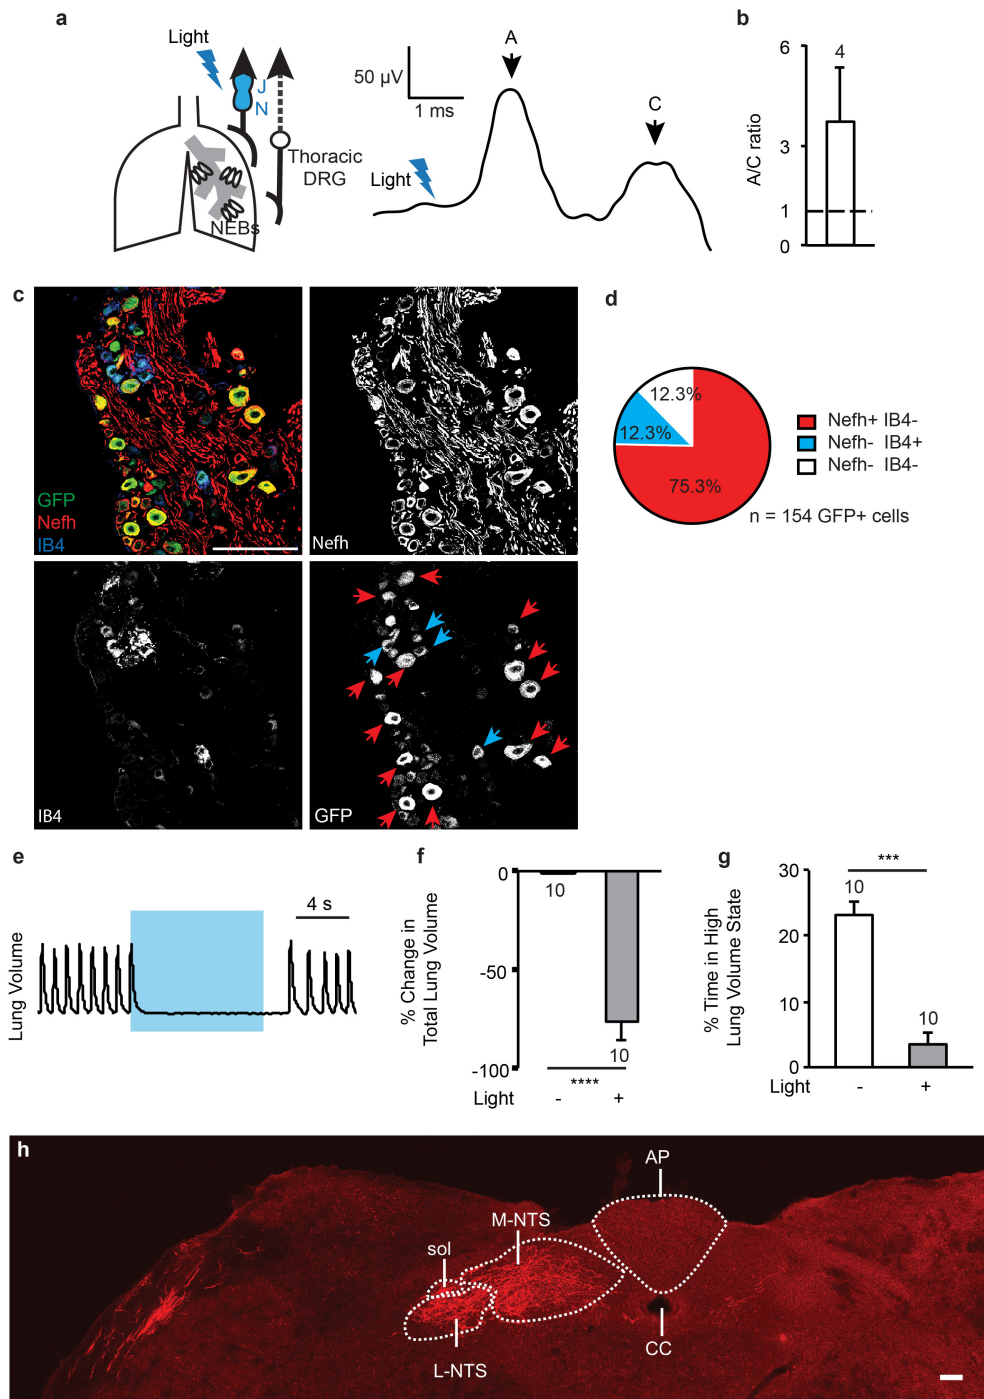 a
Light
J
N
Thoracic
DRG
NEBs
50 µV
1 ms
A
C
Light
b
6
4
3
1
0
A/C ratio
c
GFP
Nefh
IB4
Nefh
IB4
GFP
d
12.3%
12.3%
75.3%
Nefh+ IB4-
Nefh- IB4+
Nefh- IB4-
n = 154 GFP+ cells
e
4 s
Lung Volume
f
0
10
-50
10
-100
****
Light - +
% Change in
Total Lung Volume
g
30
***
10
20
10
10
0
Light - +
% Time in High
Lung Volume State
h
AP
M-NTS
sol
L-NTS
CC